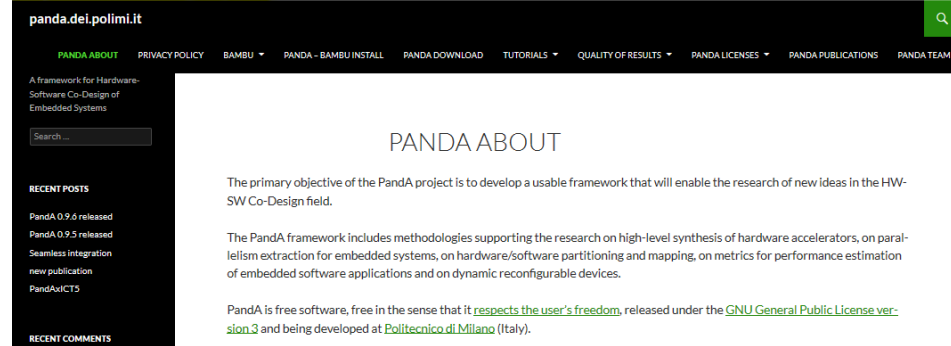 panda.dei.polimi.it
PANDA ABOUT PRIVACY POLICY BAMBU PANDA – BAMBU INSTALL PANDA DOWNLOAD TUTORIALS QUALITY OF RESULTS PANDA LICENSES PANDA PUBLICATIONS PANDA TEAM
A framework for Hardware-
Software Co-Design of
Embedded Systems
Search ...
RECENT POSTS
PandA 0.9.6 released
PandA 0.9.5 released
Seamless integration
new publication
PandAxICT5
RECENT COMMENTS
PANDA ABOUT
The primary objective of the PandA project is to develop a usable framework that will enable the research of new ideas in the HW-
SW Co-Design field.
The PandA framework includes methodologies supporting the research on high-level synthesis of hardware accelerators, on paral-
lelism extraction for embedded systems, on hardware/software partitioning and mapping, on metrics for performance estimation
of embedded software applications and on dynamic reconfigurable devices.
PandA is free software, free in the sense that it respects the user's freedom, released under the GNU General Public License ver-
sion 3 and being developed at Politecnico di Milano (Italy).